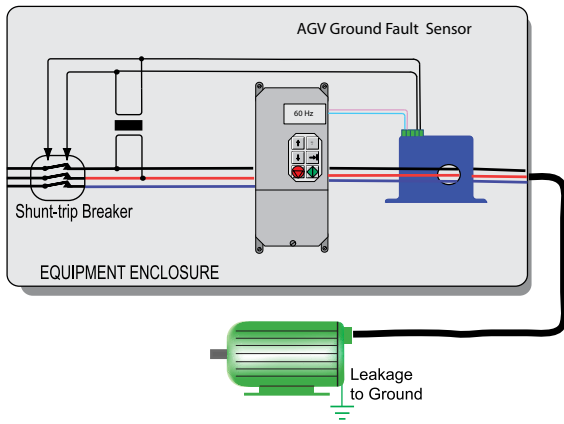 AGV Ground Fault Sensor
60 Hz
Shunt-trip Breaker
EQUIPMENT ENCLOSURE
Leakage
to Ground